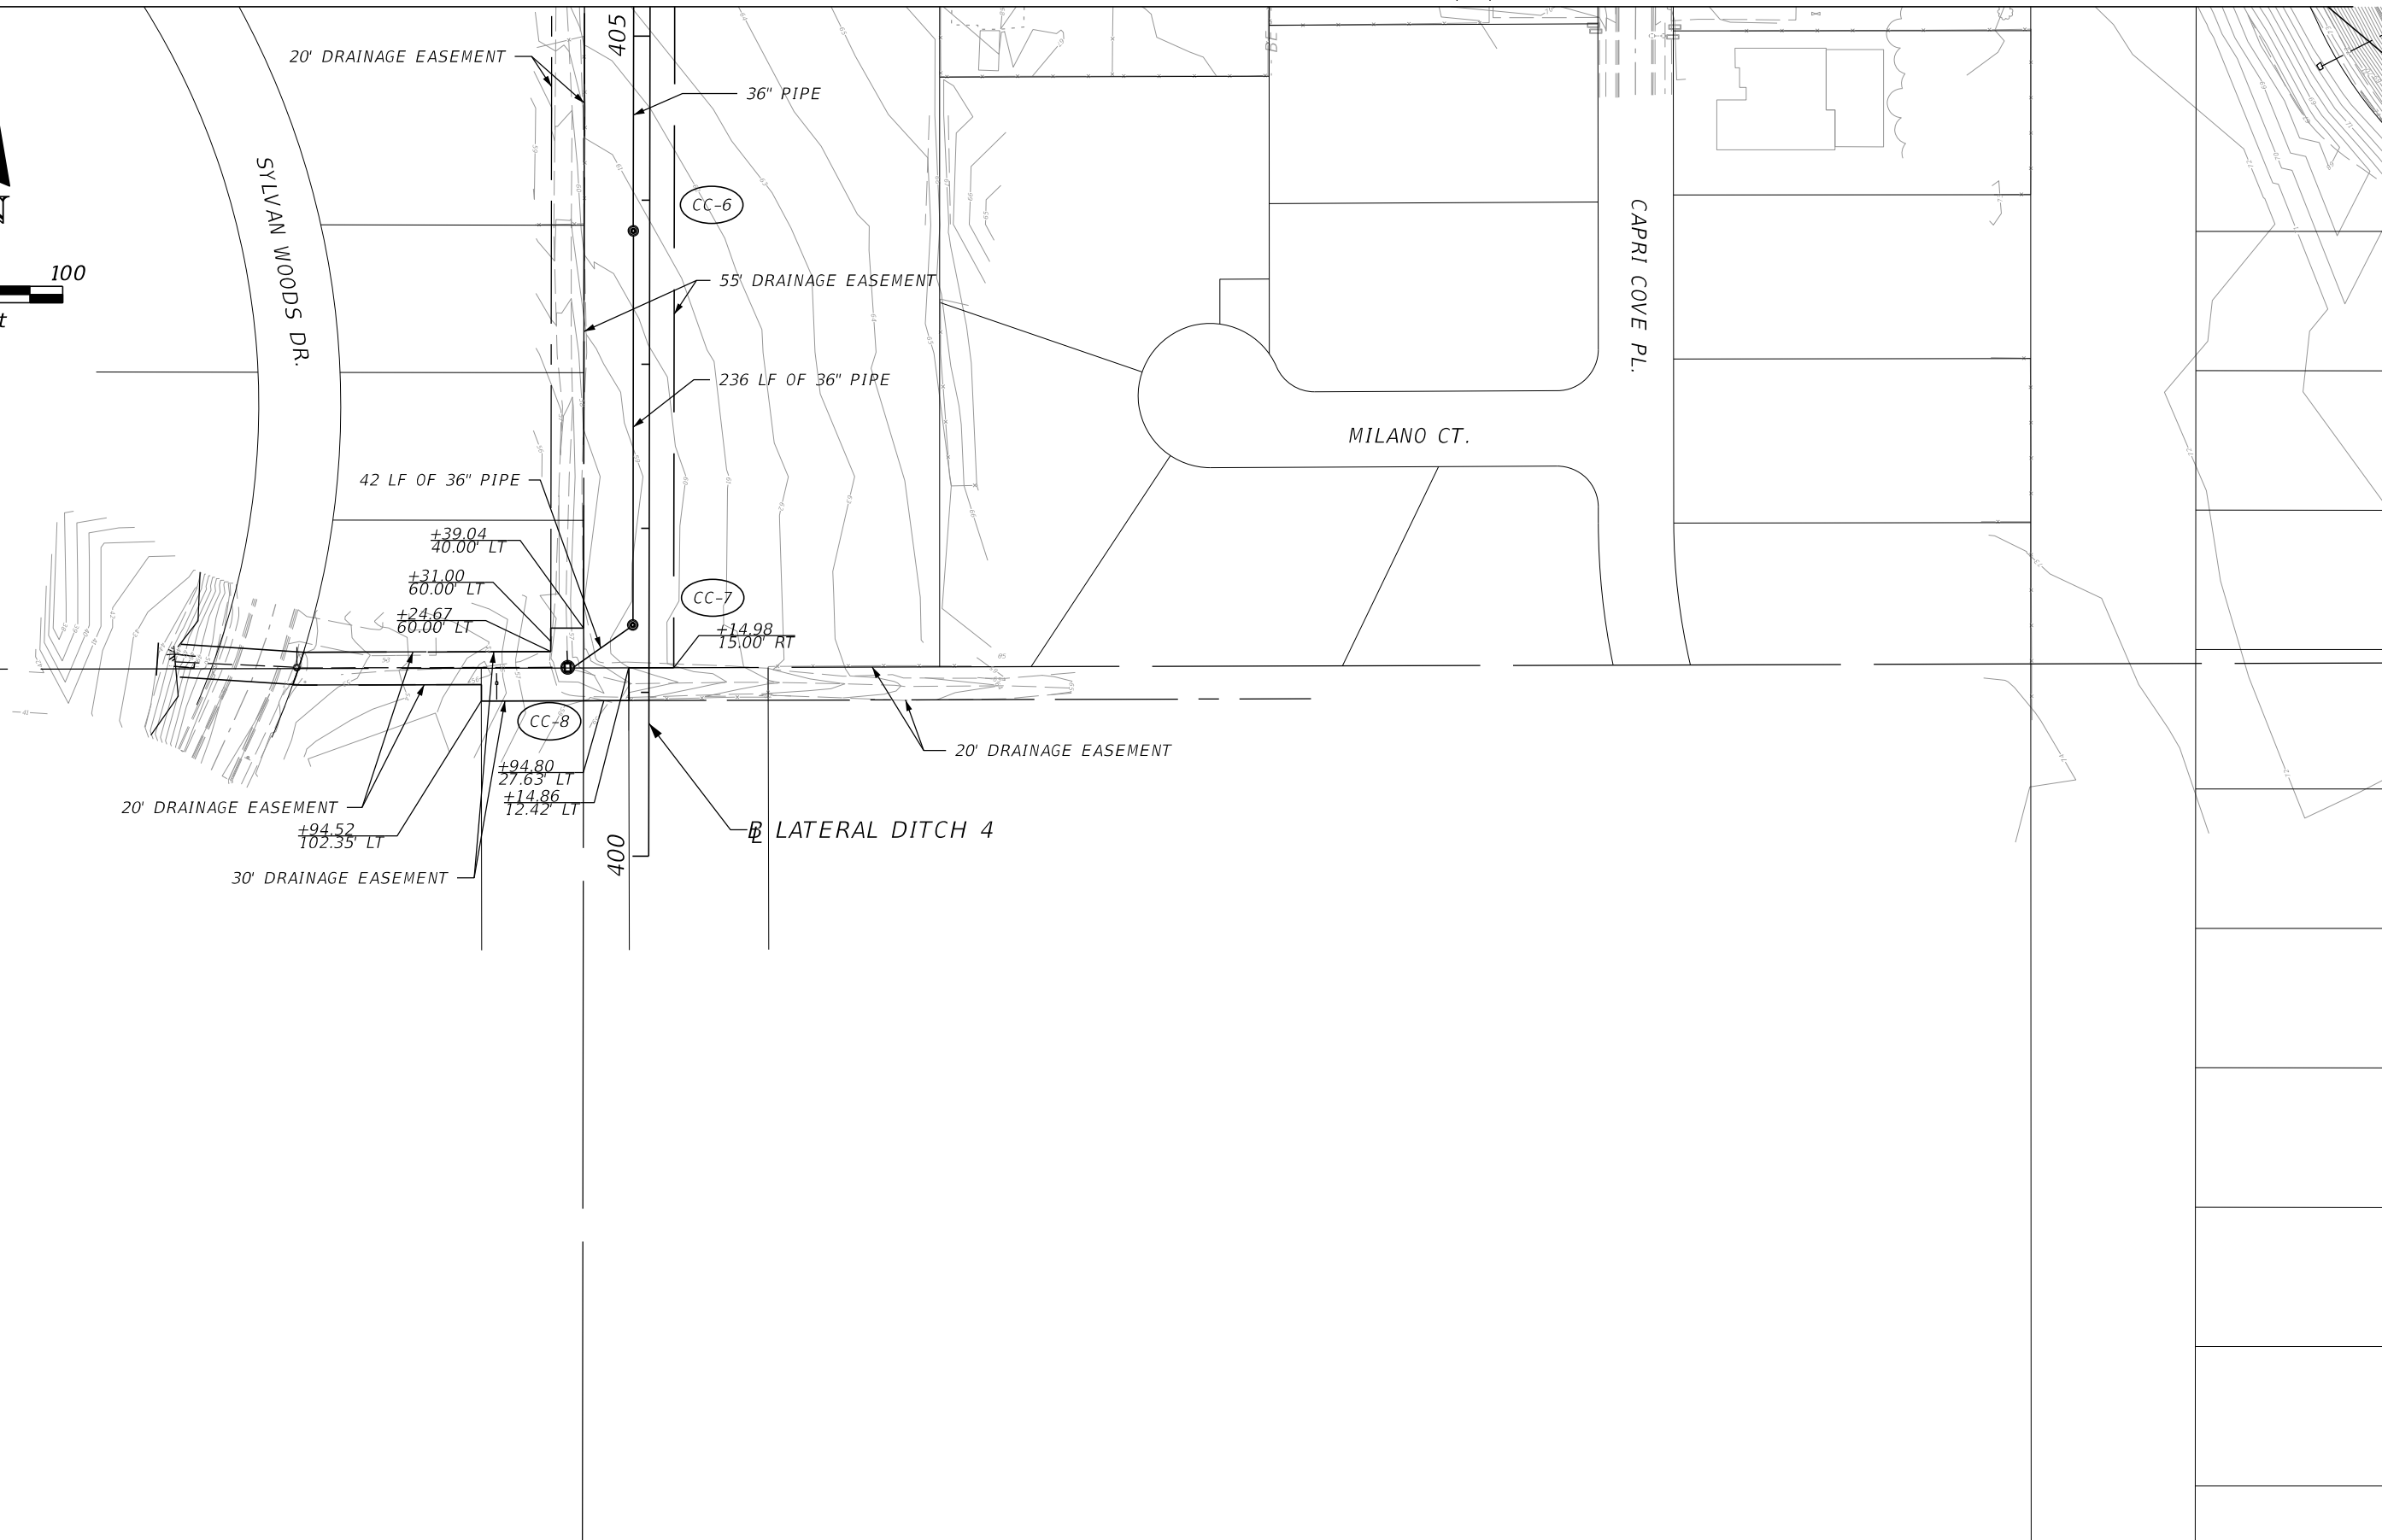 405
20' DRAINAGE EASEMENT
36" PIPE
SYLVAN WOODS DR.
CC-6
CAPRI COVE PL.
100
55' DRAINAGE EASEMENT
236 LF OF 36" PIPE
MILANO CT.
42 LF OF 36" PIPE
+39.04
40.00' LT
+31.00
60.00' LT
CC-7
+24.67
60.00' LT
+14.98
15.00' RT
CC-8
20' DRAINAGE EASEMENT
+94.80
27.63' LT
+14.86
12.42' LT
20' DRAINAGE EASEMENT
+94.52
102.35' LT
BL LATERAL DITCH 4
400
30' DRAINAGE EASEMENT